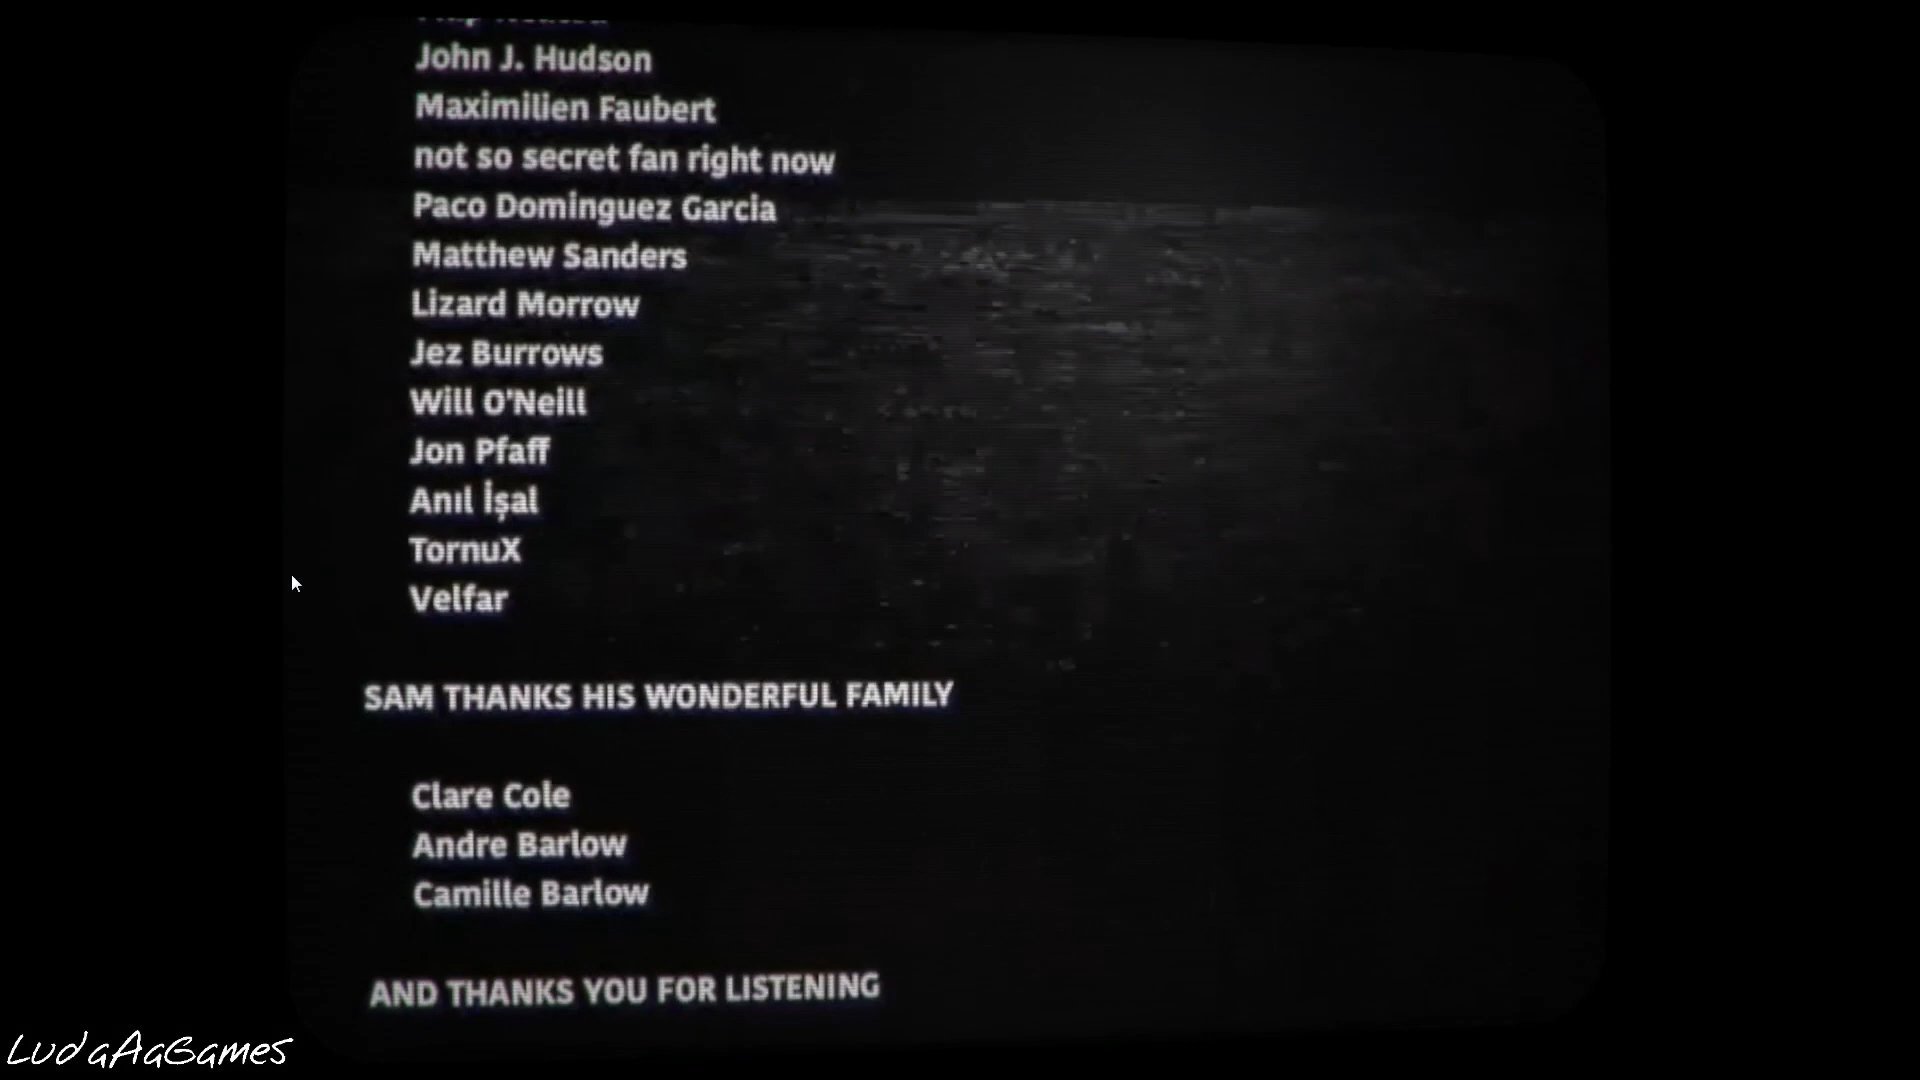 John J. Hudson
Maximilien Faubert
not so secret fan right now
Paco Dominguez Garcia
Matthew Sanders
Lizard Morrow
Jez Burrows
Will O'Neill
Jon Pfaff
Anıl İşal
TornuX
Velfar
SAM THANKS HIS WONDERFUL FAMILY
Clare Cole
Andre Barlow
Camille Barlow
AND THANKS YOU FOR LISTENING
LudaAaGames